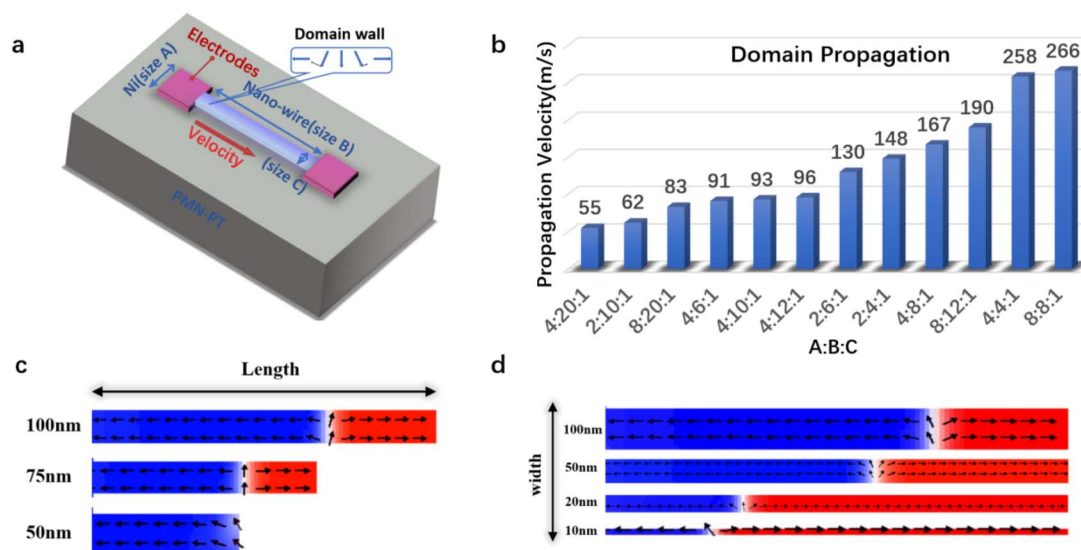 a
Domain wall
Electrodes
Ni(size A)
Nano-wire(size B)
Velocity
(size C)
PMN-PT
b
Domain Propagation
Propagation Velocity(m/s)
55
62
83
91
93
96
130
148
167
190
258
266
4:20:1
2:10:1
8:20:1
4:6:1
4:10:1
4:12:1
2:6:1
2:4:1
4:8:1
8:12:1
4:4:1
8:8:1
A:B:C
c
Length
100nm
75nm
50nm
d
width
100nm
50nm
20nm
10nm